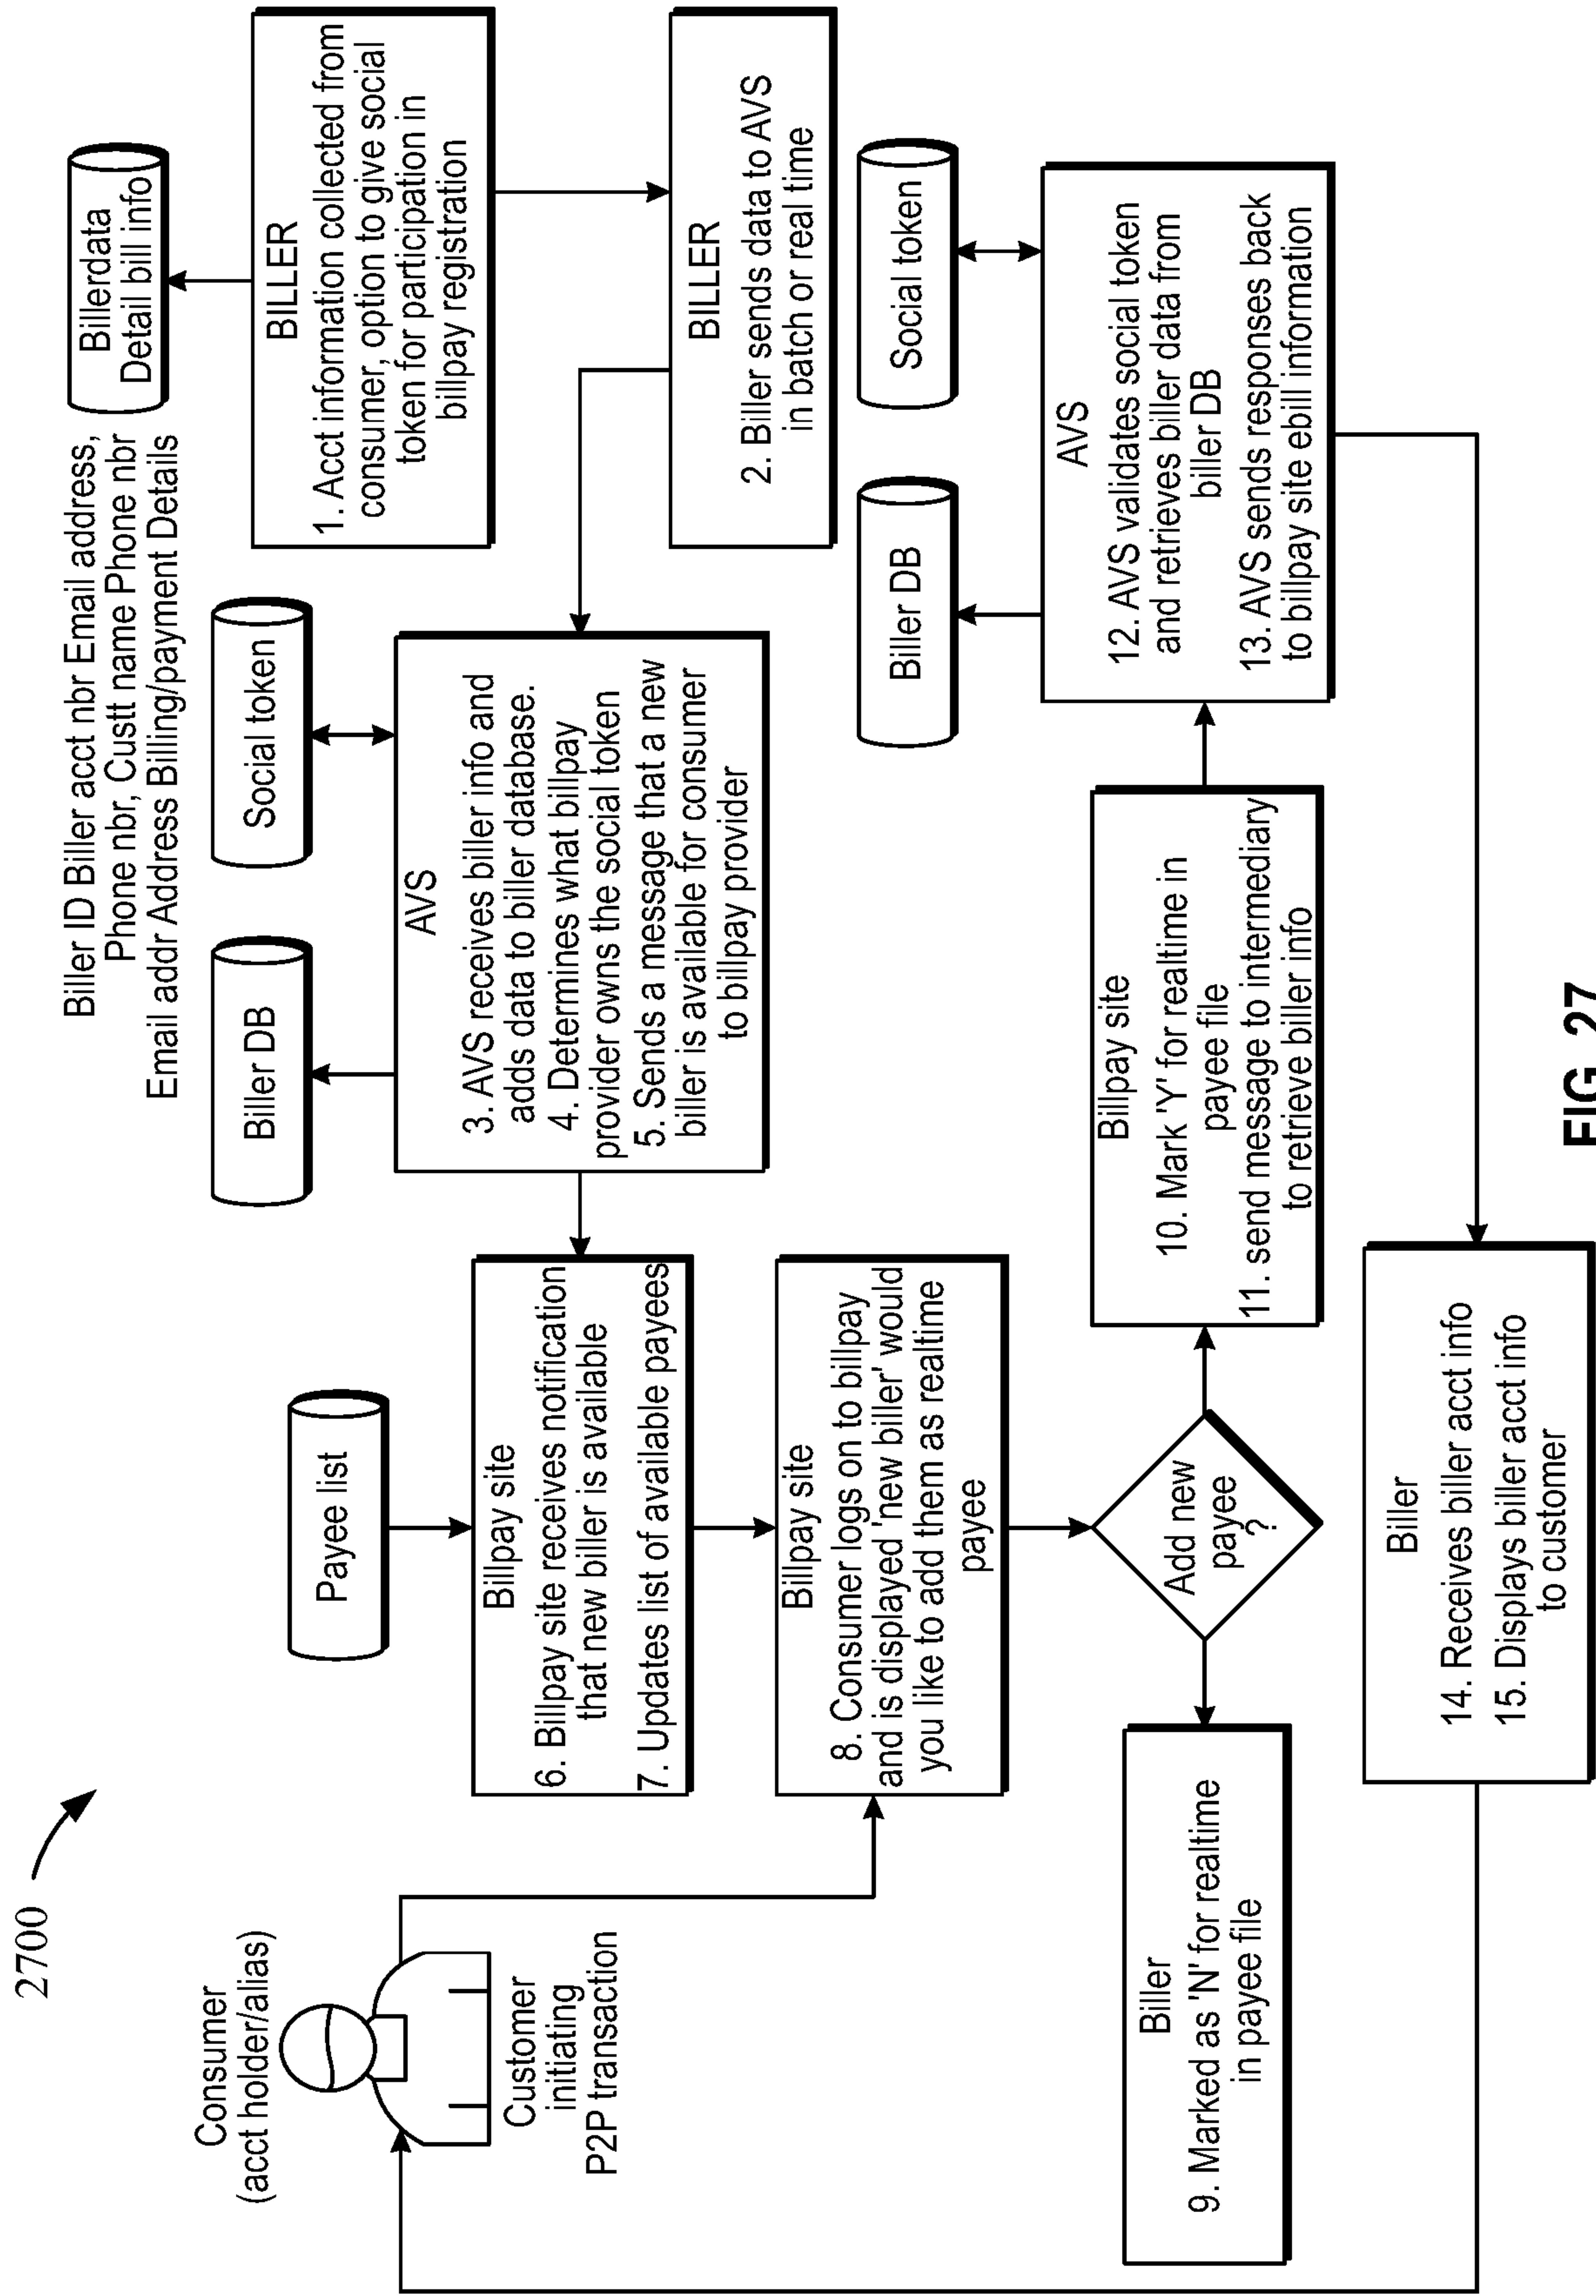 2700
Consumer
(acct holder/alias)
Customer
initiating
P2P transaction
Biller ID Biller acct nbr Email address,
Phone nbr, Custt name Phone nbr
Email addr Address Billing/payment Details
Billerdata
Detail bill info
BILLER
1. Acct information collected from
consumer, option to give social
token for participation in
billpay registration
BILLER
2. Biller sends data to AVS
in batch or real time
Biller DB
Social token
AVS
3. AVS receives biller info and
adds data to biller database.
4. Determines what billpay
provider owns the social token
5. Sends a message that a new
biller is available for consumer
to billpay provider
Payee list
Billpay site
6. Billpay site receives notification
that new biller is available
7. Updates list of available payees
Billpay site
8. Consumer logs on to billpay
and is displayed 'new biller' would
you like to add them as realtime
payee
Add new
payee
?
Biller
9. Marked as 'N' for realtime
in payee file
Billpay site
10. Mark 'Y' for realtime in
payee file
11. send message to intermediary
to retrieve biller info
Biller DB
Social token
AVS
12. AVS validates social token
and retrieves biller data from
biller DB
13. AVS sends responses back
to billpay site ebill information
Biller
14. Receives biller acct info
15. Displays biller acct info
to customer
FIG. 27